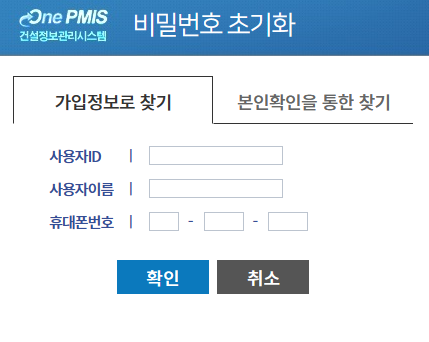 One PMIS
건설정보관리시스템
비밀번호 초기화
가입정보로 찾기
본인확인을 통한 찾기
사용자ID |
사용자이름 |
휴대폰번호 | - -
확인
취소